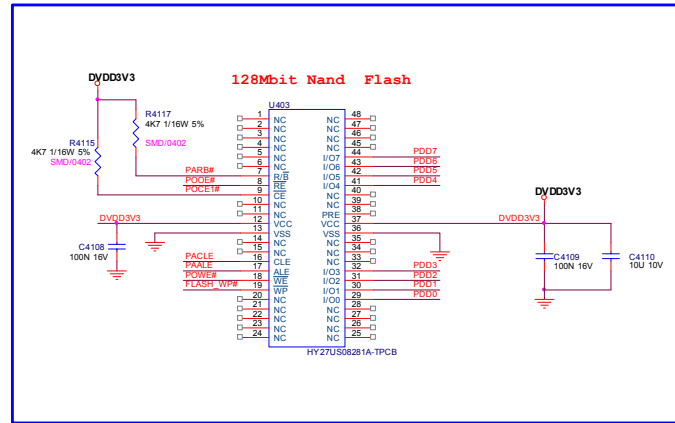 128Mbit Nand Flash
DVDD3V3
R4117
4K7 1/16W 5%
SMD/0402
R4115
4K7 1/16W 5%
SMD/0402
U403
1 NC NC 48
2 NC NC 47
3 NC NC 46
4 NC NC 45
5 NC I/O7 44 PDD7
6 NC I/O6 43 PDD6
PARB# 7 R/B I/O5 42 PDD5
POOE# 8 RE I/O4 41 PDD4
POCE1# 9 CE NC 40
10 NC NC 39
11 NC PRE 38
DVDD3V3 12 VCC VCC 37 DVDD3V3
13 VSS VSS 36
14 NC NC 35
15 NC NC 34
PACLE 16 CLE NC 33
PAALE 17 ALE I/O3 32 PDD3
POWE# 18 WE I/O2 31 PDD2
FLASH_WP# 19 WP I/O1 30 PDD1
20 NC I/O0 29 PDD0
21 NC NC 28
22 NC NC 27
23 NC NC 26
24 NC NC 25
HY27US08281A-TPCB
C4108
100N 16V
DVDD3V3
C4109
100N 16V
C4110
10U 10V